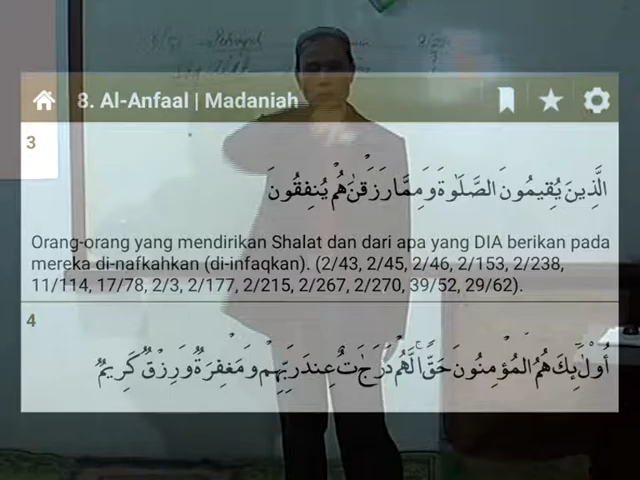 8. Al-Anfaal | Madaniah
3
الَّذِينَ يُقِيمُونَ الصَّلَوٰةَ وَمِمَّا رَزَقْنٰهُمْ يُنفِقُونَ
Orang-orang yang mendirikan Shalat dan dari apa yang DIA berikan pada
mereka di-nafkahkan (di-infaqkan). (2/43, 2/45, 2/46, 2/153, 2/238,
11/114, 17/78, 2/3, 2/177, 2/215, 2/267, 2/270, 39/52, 29/62).
4
أُولٰٓئِكَ هُمُ الْمُؤْمِنُونَ حَقًّا لَّهُمْ دَرَجٰتٌ عِندَ رَبِّهِمْ وَمَغْفِرَةٌ وَرِزْقٌ كَرِيمٌ